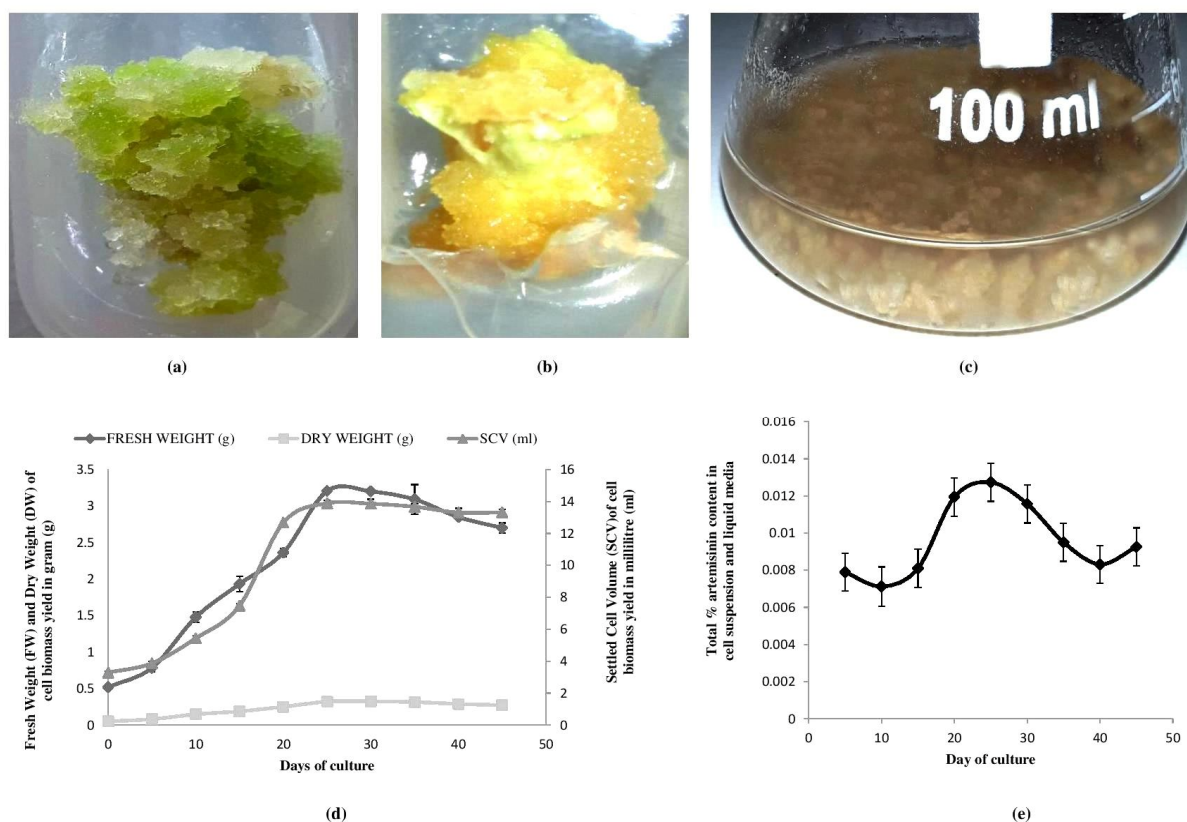 100 ml
(a)
(b)
(c)
FRESH WEIGHT (g)
DRY WEIGHT (g)
SCV (ml)
Fresh Weight (FW) and Dry Weight (DW) of
cell biomass yield in gram (g)
3.5
3
2.5
2
1.5
1
0.5
0
16
14
12
10
8
6
4
2
0
Settled Cell Volume (SCV)of cell
biomass yield in millilitre (ml)
0
10
20
30
40
50
Days of culture
(d)
Total % artemisinin content in
cell suspension and liquid media
0.016
0.014
0.012
0.01
0.008
0.006
0.004
0.002
0
0
10
20
30
40
50
Day of culture
(e)